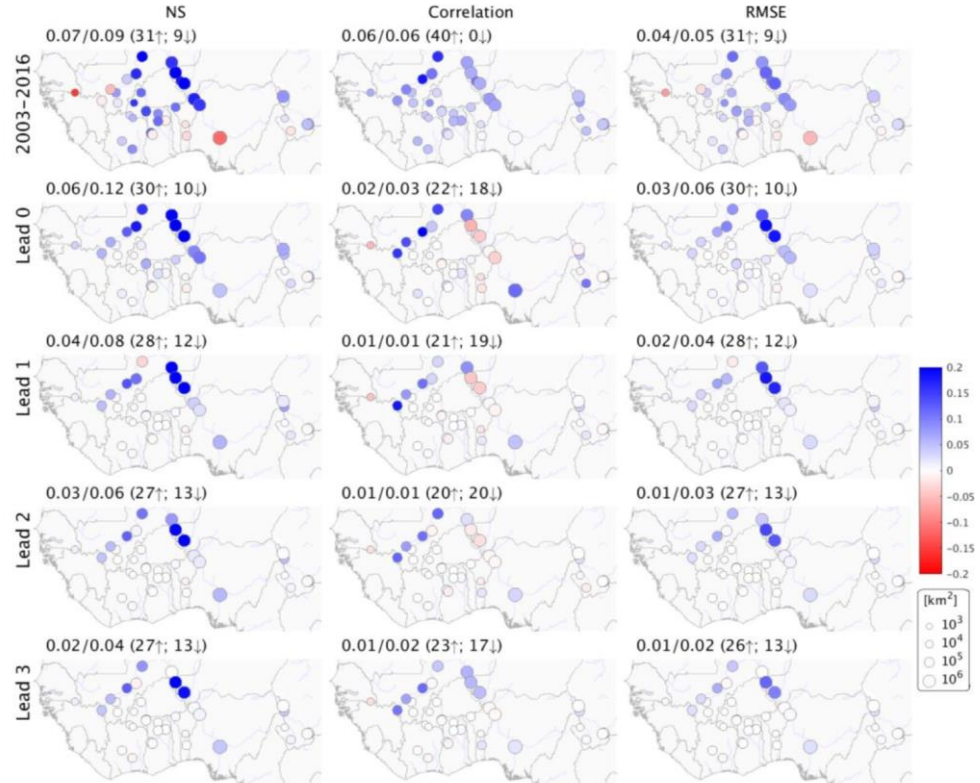 NS Correlation RMSE
0.07/0.09 (31↑; 9↓) 0.06/0.06 (40↑; 0↓) 0.04/0.05 (31↑; 9↓)
2003–2016
0.06/0.12 (30↑; 10↓) 0.02/0.03 (22↑; 18↓) 0.03/0.06 (30↑; 10↓)
Lead 0
0.04/0.08 (28↑; 12↓) 0.01/0.01 (21↑; 19↓) 0.02/0.04 (28↑; 12↓)
Lead 1
0.03/0.06 (27↑; 13↓) 0.01/0.01 (20↑; 20↓) 0.01/0.03 (27↑; 13↓)
Lead 2
0.02/0.04 (27↑; 13↓) 0.01/0.02 (23↑; 17↓) 0.01/0.02 (26↑; 13↓)
Lead 3
0.2
0.15
0.1
0.05
0
−0.05
−0.1
−0.15
−0.2
[km²]
10³
10⁴
10⁵
10⁶